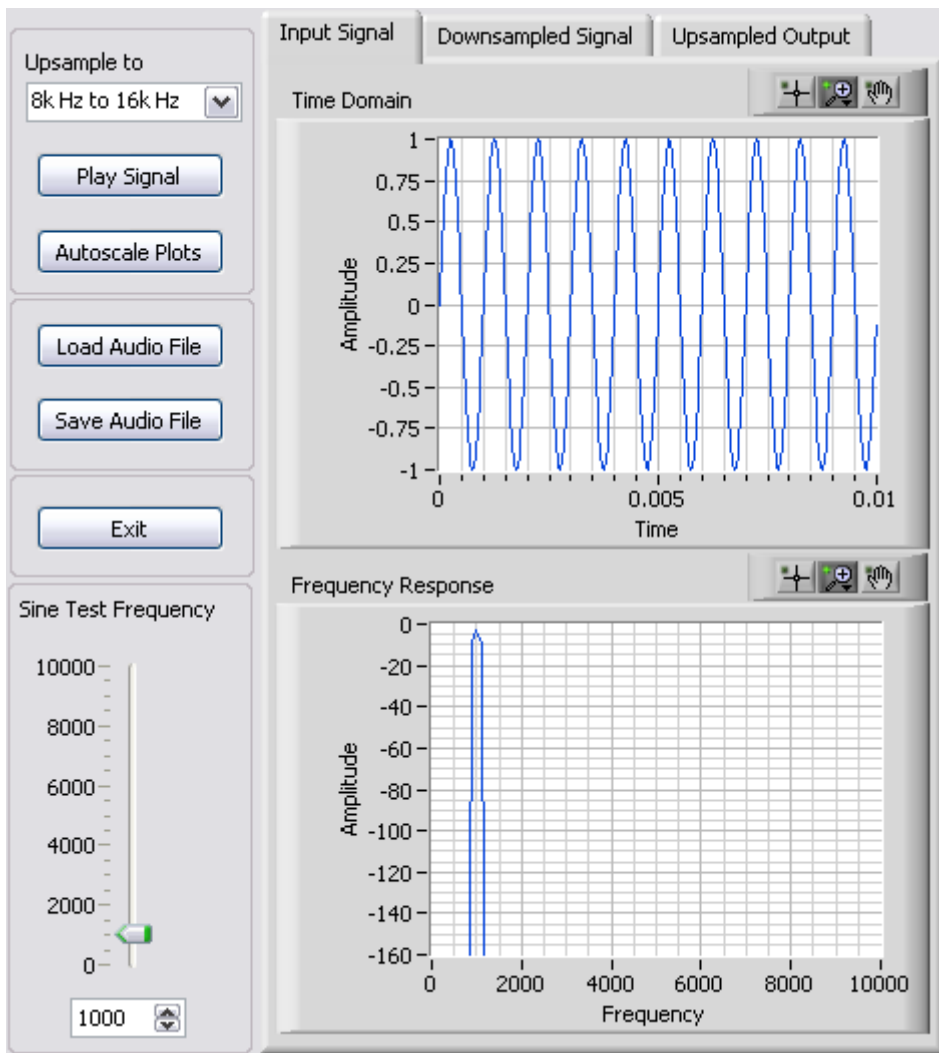 Upsample to
8k Hz to 16k Hz
Play Signal
Autoscale Plots
Load Audio File
Save Audio File
Exit
Sine Test Frequency
10000
8000
6000
4000
2000
0
1000
Input Signal
Downsampled Signal
Upsampled Output
Time Domain
Amplitude
1
0.75
0.5
0.25
0
-0.25
-0.5
-0.75
-1
0 0.005 0.01
Time
Frequency Response
Amplitude
0
-20
-40
-60
-80
-100
-120
-140
-160
0 2000 4000 6000 8000 10000
Frequency